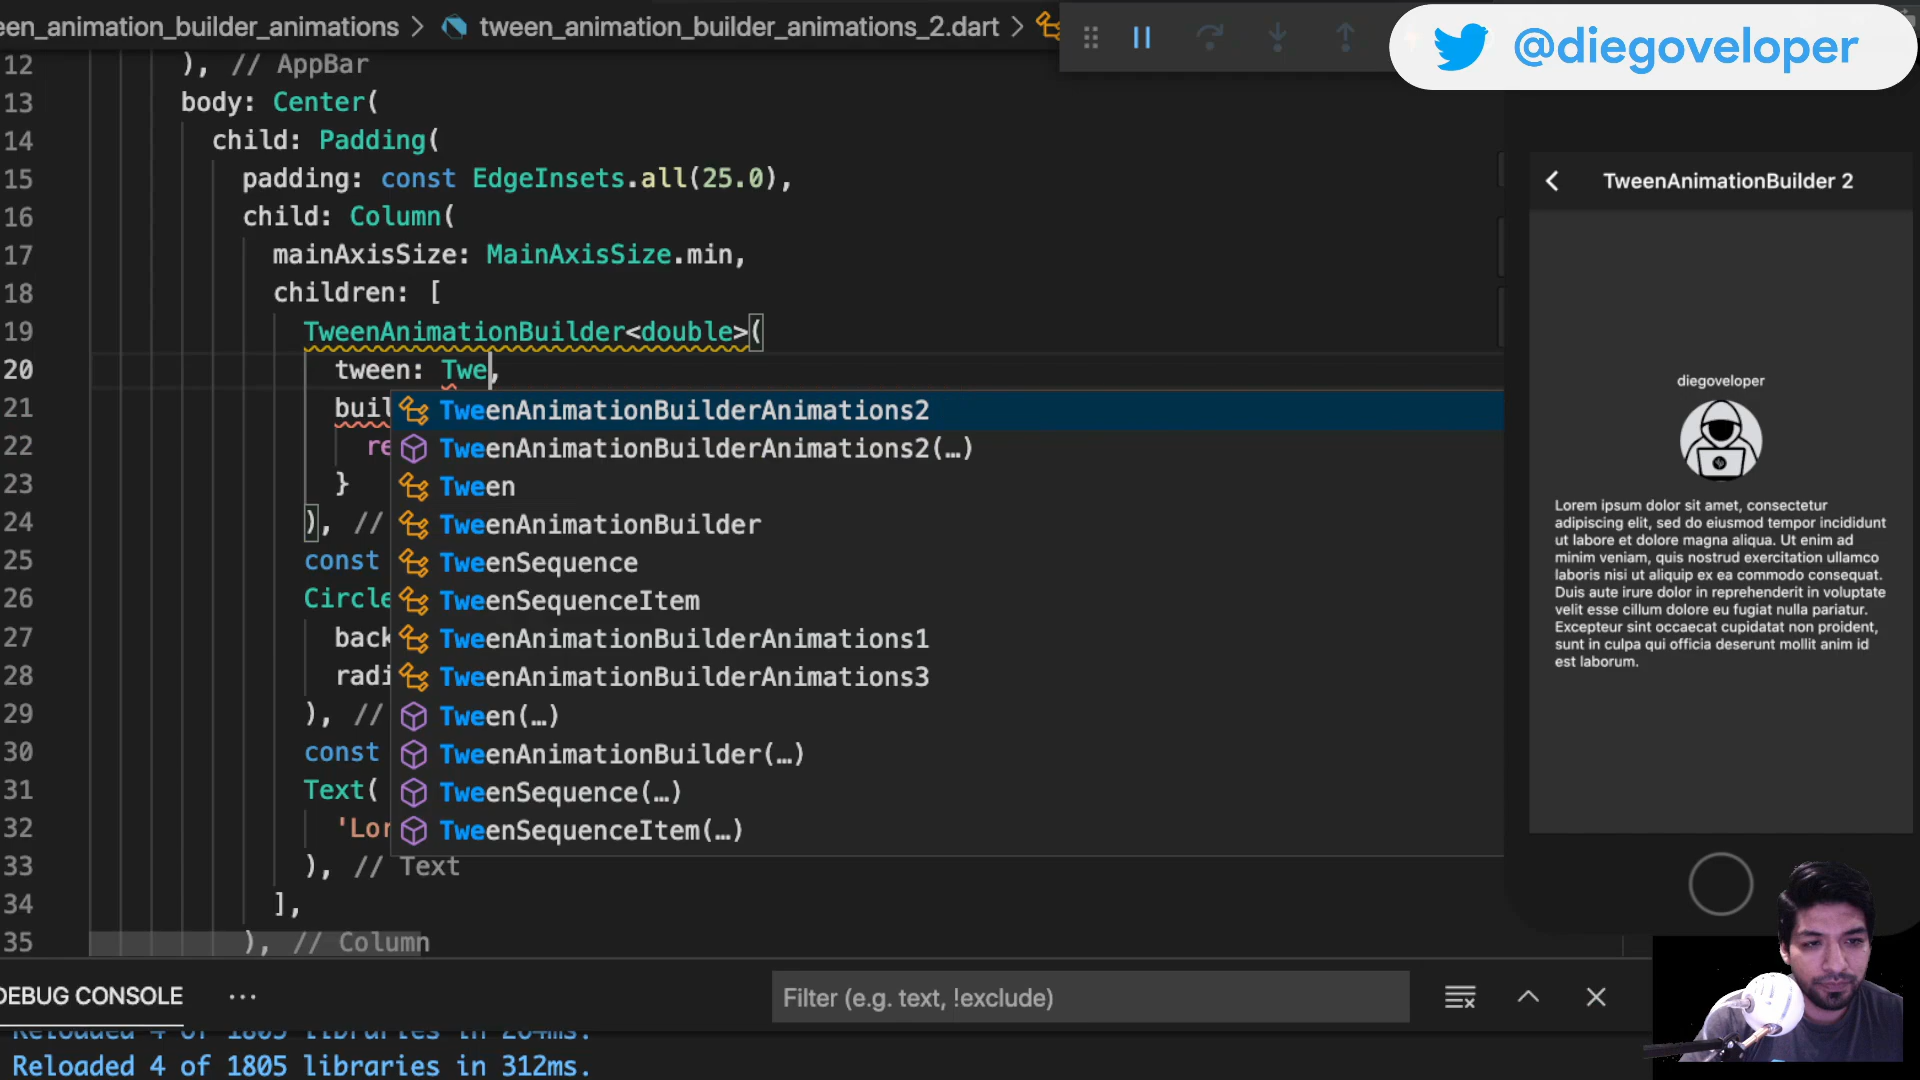 en_animation_builder_animations > tween_animation_builder_animations_2.dart >
@diegoveloper
12 ), // AppBar
13 body: Center(
14 child: Padding(
15 padding: const EdgeInsets.all(25.0),
16 child: Column(
17 mainAxisSize: MainAxisSize.min,
18 children: [
19 TweenAnimationBuilder<double>(
20 tween: Twe,
21 buil
22 re
23 }
24 ), //
25 const
26 Circle
27 back
28 radi
29 ), //
30 const
31 Text(
32 'Lor
33 ), // Text
34 ],
35 ), // Column
TweenAnimationBuilderAnimations2
TweenAnimationBuilderAnimations2(…)
Tween
TweenAnimationBuilder
TweenSequence
TweenSequenceItem
TweenAnimationBuilderAnimations1
TweenAnimationBuilderAnimations3
Tween(…)
TweenAnimationBuilder(…)
TweenSequence(…)
TweenSequenceItem(…)
TweenAnimationBuilder 2
diegoveloper
Lorem ipsum dolor sit amet, consectetur
adipiscing elit, sed do eiusmod tempor incididunt
ut labore et dolore magna aliqua. Ut enim ad
minim veniam, quis nostrud exercitation ullamco
laboris nisi ut aliquip ex ea commodo consequat.
Duis aute irure dolor in reprehenderit in voluptate
velit esse cillum dolore eu fugiat nulla pariatur.
Excepteur sint occaecat cupidatat non proident,
sunt in culpa qui officia deserunt mollit anim id
est laborum.
DEBUG CONSOLE ...
Filter (e.g. text, !exclude)
Reloaded 4 of 1805 libraries in 264ms.
Reloaded 4 of 1805 libraries in 312ms.